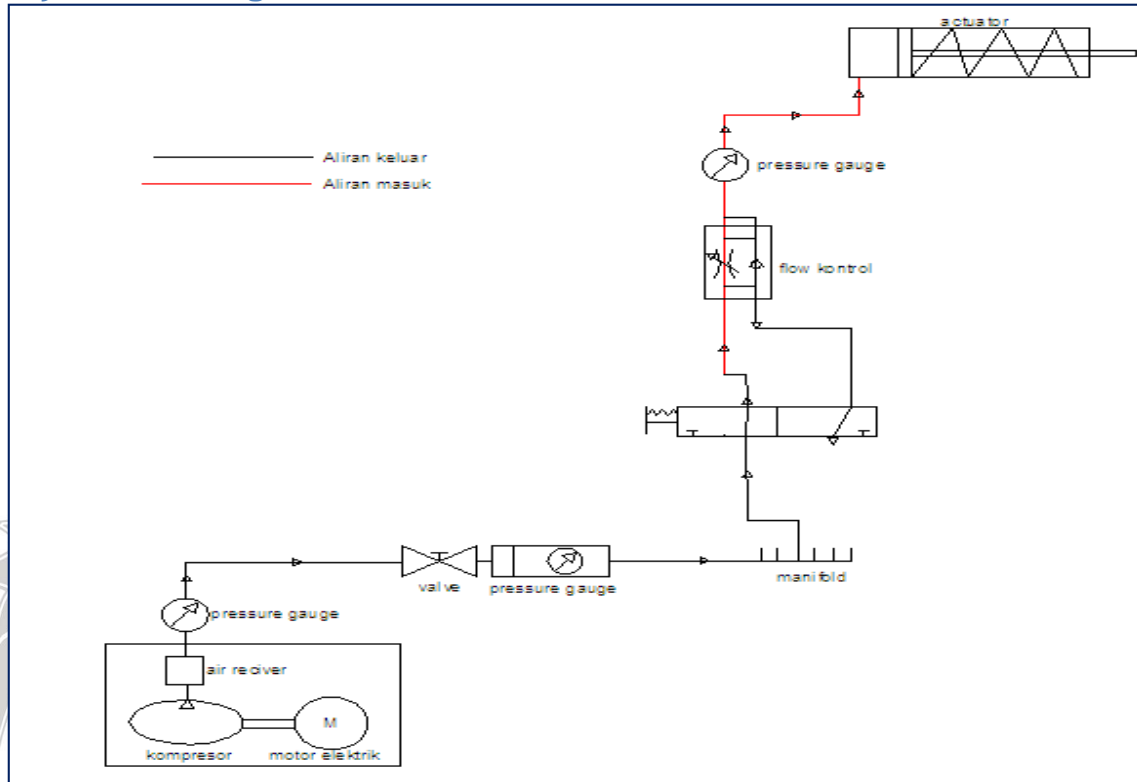 actuator
Aliran keluar
Aliran masuk
pressure gauge
flow kontrol
manifold
valve
pressure gauge
pressure gauge
air reciver
M
kompresor
motor elektrik